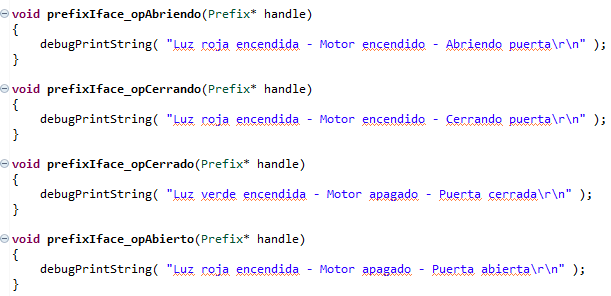 void prefixIface_opAbriendo(Prefix* handle)
{
    debugPrintString( "Luz roja encendida - Motor encendido - Abriendo puerta\r\n" );
}
void prefixIface_opCerrando(Prefix* handle)
{
    debugPrintString( "Luz roja encendida - Motor encendido - Cerrando puerta\r\n" );
}
void prefixIface_opCerrado(Prefix* handle)
{
    debugPrintString( "Luz verde encendida - Motor apagado - Puerta cerrada\r\n" );
}
void prefixIface_opAbierto(Prefix* handle)
{
    debugPrintString( "Luz roja encendida - Motor apagado - Puerta abierta\r\n" );
}